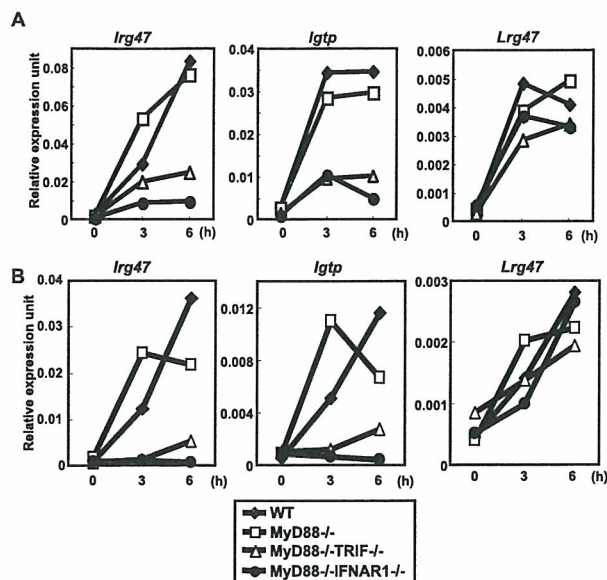 A
Irg47
Igtp
Lrg47
Relative expression unit
0.08
0.06
0.04
0.02
0
0 3 6 (h)
0.04
0.03
0.02
0.01
0
0 3 6 (h)
0.006
0.005
0.004
0.003
0.002
0.001
0
0 3 6 (h)
B
Irg47
Igtp
Lrg47
Relative expression unit
0.04
0.03
0.02
0.01
0
0 3 6 (h)
0.012
0.008
0.004
0
0 3 6 (h)
0.003
0.002
0.001
0
0 3 6 (h)
WT
MyD88-/-
MyD88-/-TRIF-/-
MyD88-/-IFNAR1-/-